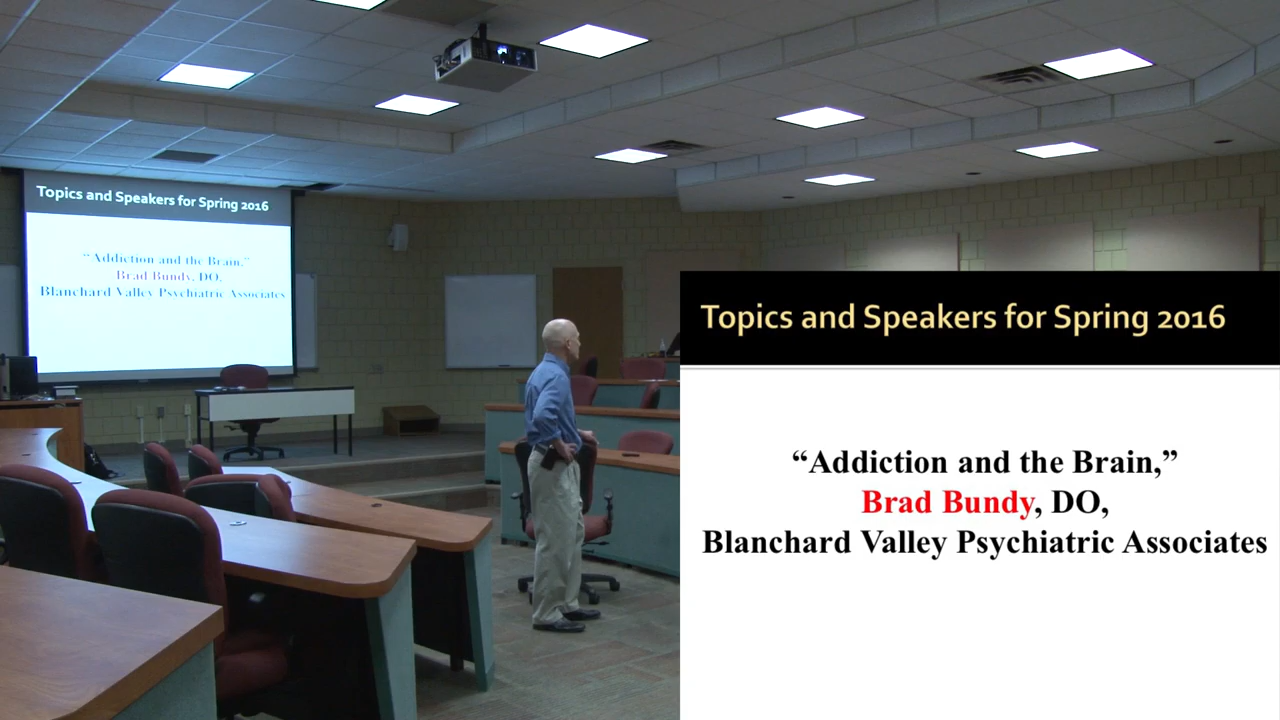 Topics and Speakers for Spring 2016
“Addiction and the Brain,”
Brad Bundy, DO,
Blanchard Valley Psychiatric Associates
Topics and Speakers for Spring 2016
“Addiction and the Brain,”
Brad Bundy, DO,
Blanchard Valley Psychiatric Associates